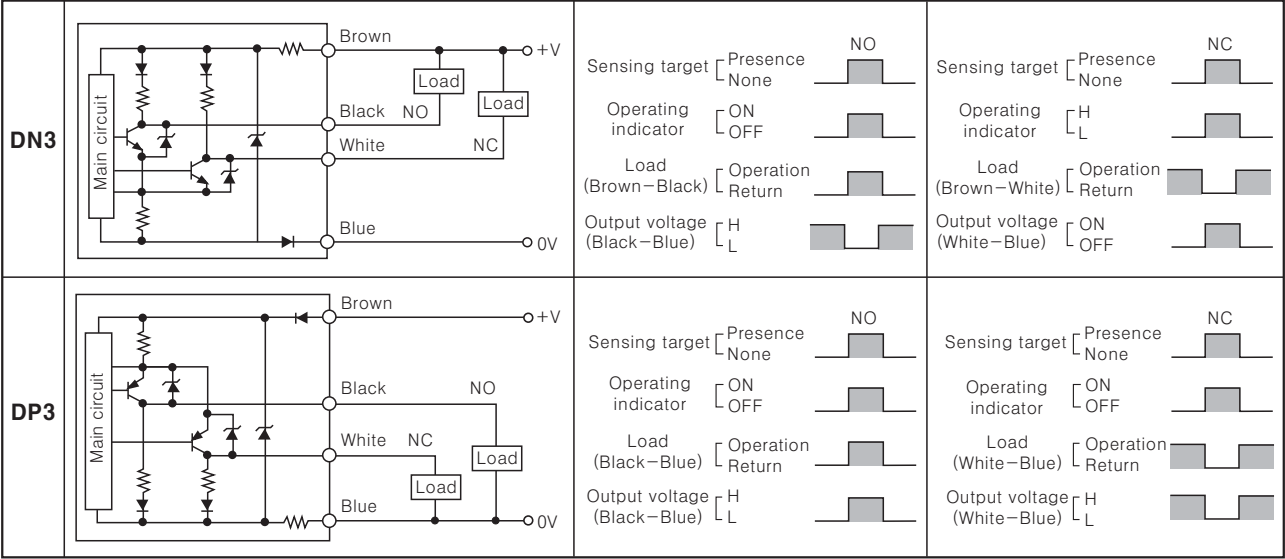 DN3
Main circuit
Brown
+V
Load
Load
Black NO
White NC
Blue
0V
NO
Sensing target Presence
None
Operating indicator ON
OFF
Load
(Brown-Black) Operation
Return
Output voltage
(Black-Blue) H
L
NC
Sensing target Presence
None
Operating indicator H
L
Load
(Brown-White) Operation
Return
Output voltage
(White-Blue) ON
OFF
DP3
Main circuit
Brown
+V
Black NO
White NC
Load
Load
Blue
0V
NO
Sensing target Presence
None
Operating indicator ON
OFF
Load
(Black-Blue) Operation
Return
Output voltage
(Black-Blue) H
L
NC
Sensing target Presence
None
Operating indicator ON
OFF
Load
(White-Blue) Operation
Return
Output voltage
(White-Blue) H
L